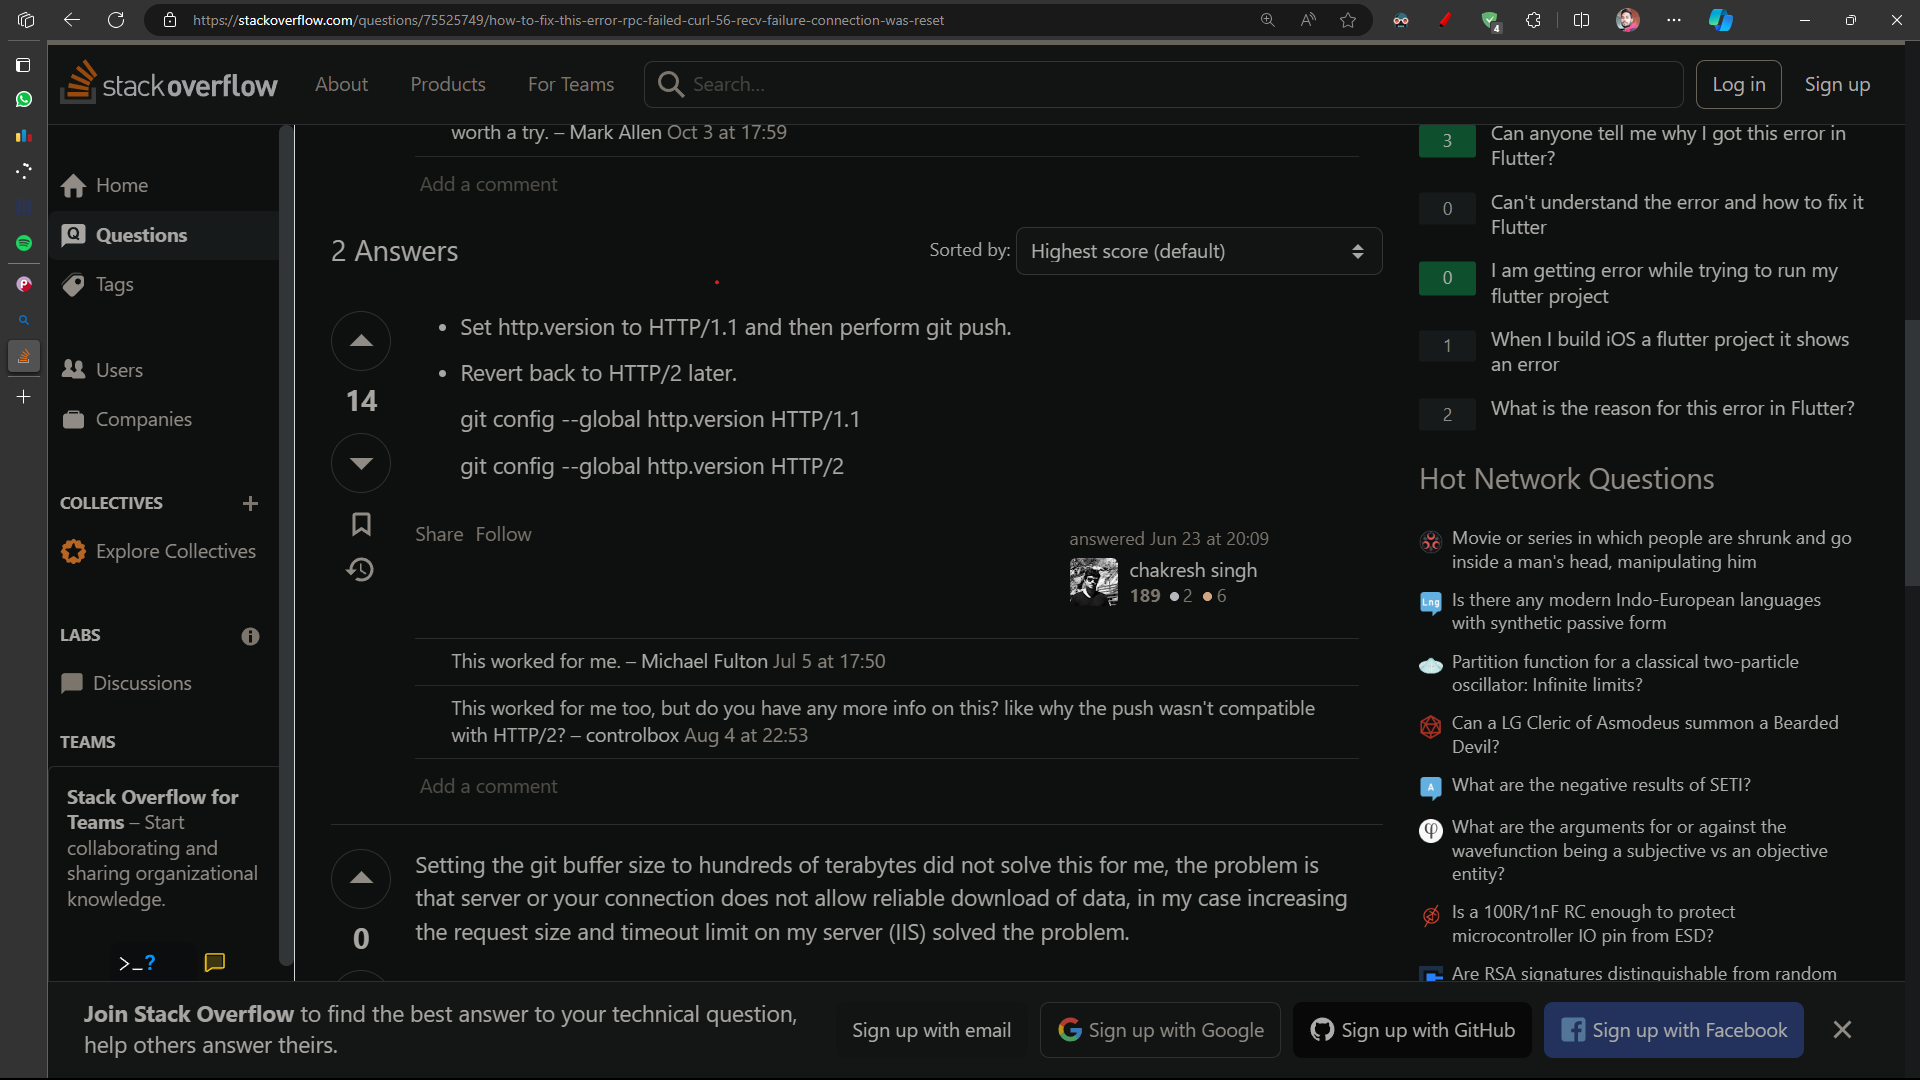 https://stackoverflow.com/questions/75525749/how-to-fix-this-error-rpc-failed-curl-56-recv-failure-connection-was-reset
4
stack overflow
About
Products
For Teams
Search...
Log in
Sign up
Home
Questions
Tags
Users
Companies
COLLECTIVES
Explore Collectives
LABS
Discussions
TEAMS
Stack Overflow for
Teams – Start
collaborating and
sharing organizational
knowledge.
>_?
worth a try. – Mark Allen Oct 3 at 17:59
Add a comment
2 Answers
Sorted by:
Highest score (default)
14
• Set http.version to HTTP/1.1 and then perform git push.
• Revert back to HTTP/2 later.
git config --global http.version HTTP/1.1
git config --global http.version HTTP/2
Share Follow
answered Jun 23 at 20:09
chakresh singh
189 ●2 ●6
This worked for me. – Michael Fulton Jul 5 at 17:50
This worked for me too, but do you have any more info on this? like why the push wasn't compatible
with HTTP/2? – controlbox Aug 4 at 22:53
Add a comment
0
Setting the git buffer size to hundreds of terabytes did not solve this for me, the problem is
that server or your connection does not allow reliable download of data, in my case increasing
the request size and timeout limit on my server (IIS) solved the problem.
3
Can anyone tell me why I got this error in
Flutter?
0
Can't understand the error and how to fix it
Flutter
0
I am getting error while trying to run my
flutter project
1
When I build iOS a flutter project it shows
an error
2
What is the reason for this error in Flutter?
Hot Network Questions
Movie or series in which people are shrunk and go
inside a man's head, manipulating him
Lng
Is there any modern Indo-European languages
with synthetic passive form
Partition function for a classical two-particle
oscillator: Infinite limits?
Can a LG Cleric of Asmodeus summon a Bearded
Devil?
A
What are the negative results of SETI?
φ
What are the arguments for or against the
wavefunction being a subjective vs an objective
entity?
Is a 100R/1nF RC enough to protect
microcontroller IO pin from ESD?
Are RSA signatures distinguishable from random
Join Stack Overflow to find the best answer to your technical question,
help others answer theirs.
Sign up with email
Sign up with Google
Sign up with GitHub
Sign up with Facebook